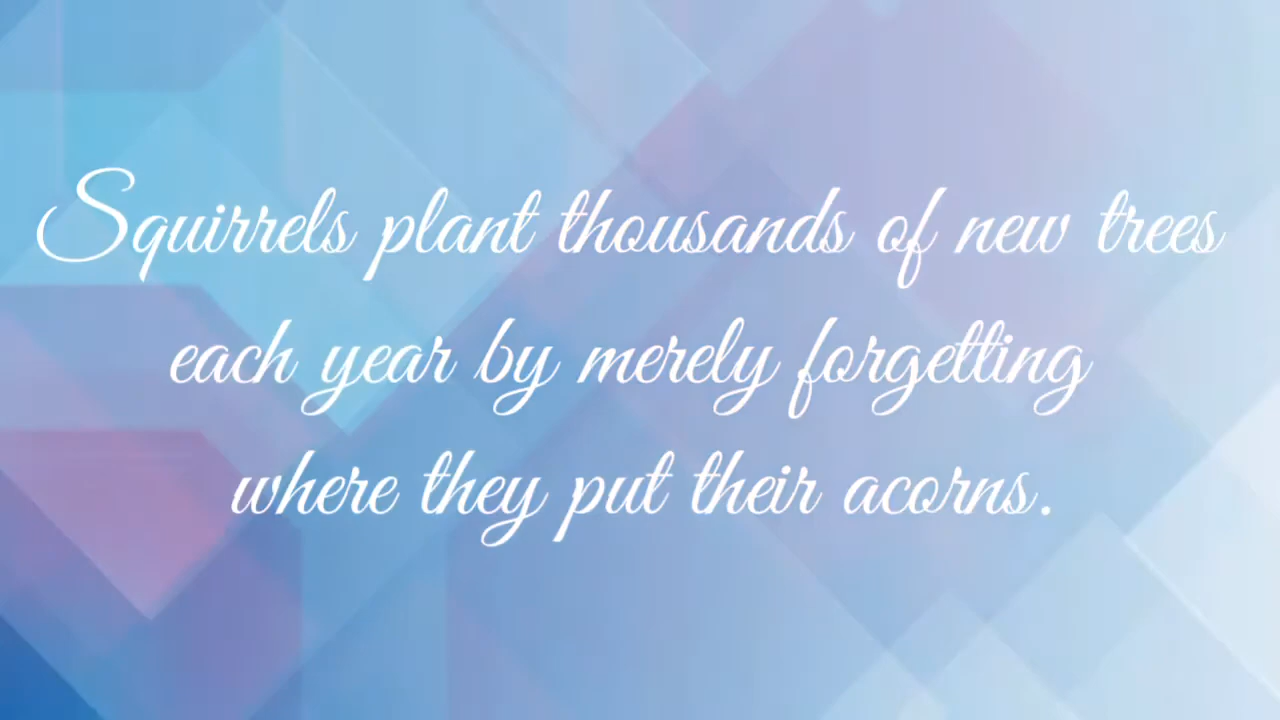 Squirrels plant thousands of new trees
each year by merely forgetting
where they put their acorns.